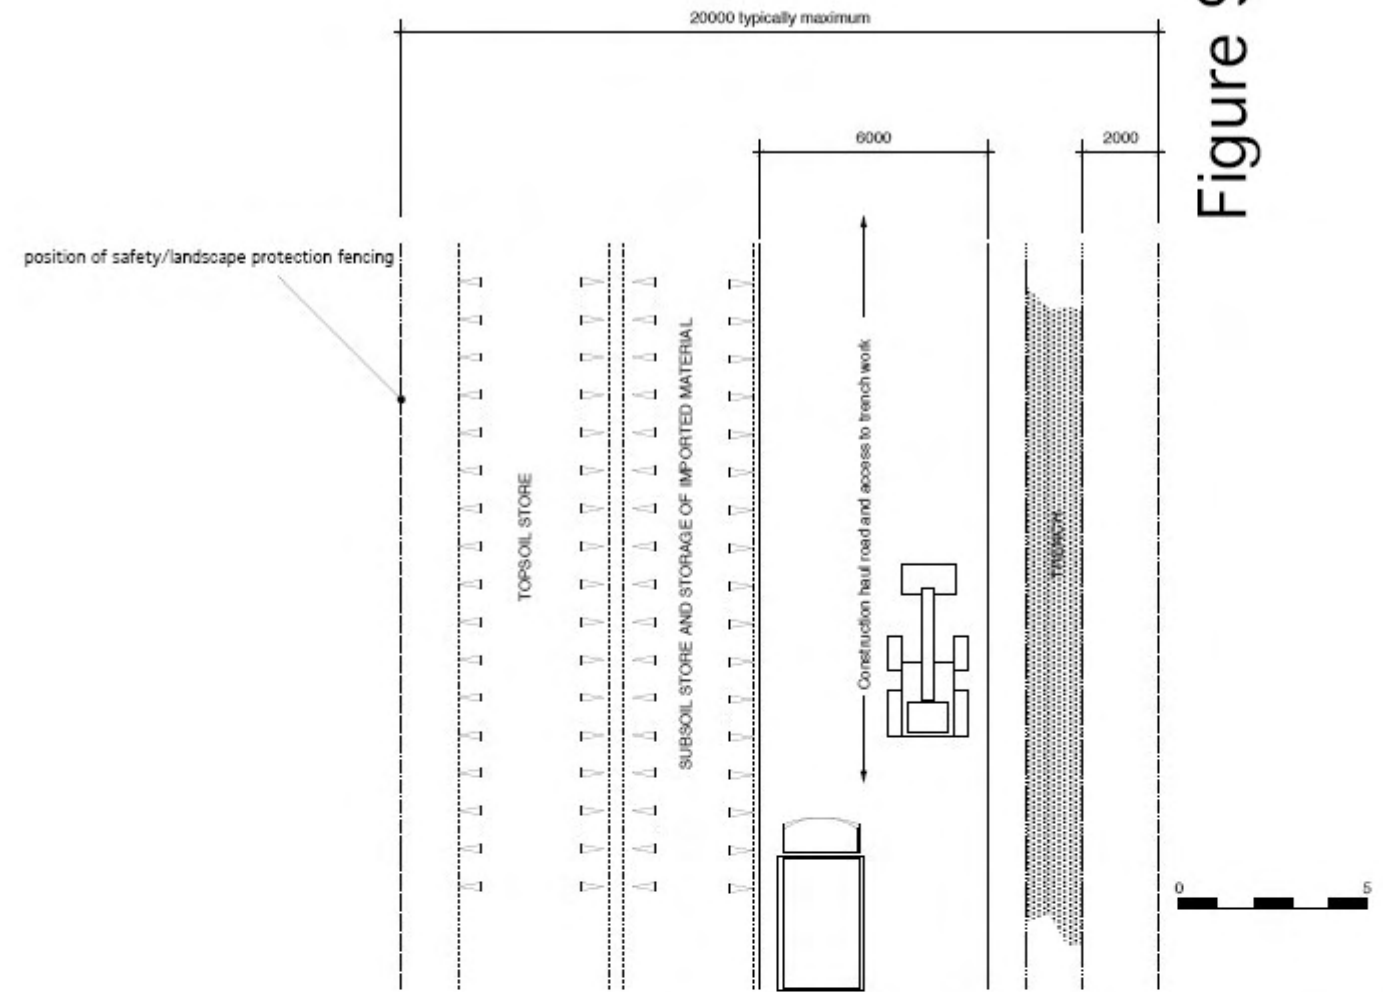 20000 typically maximum
6000
2000
Figure
position of safety/landscape protection fencing
TOPSOIL STORE
SUBSOIL STORE AND STORAGE OF IMPORTED MATERIAL
Construction haul road and access to trench work
TRENCH
0
5